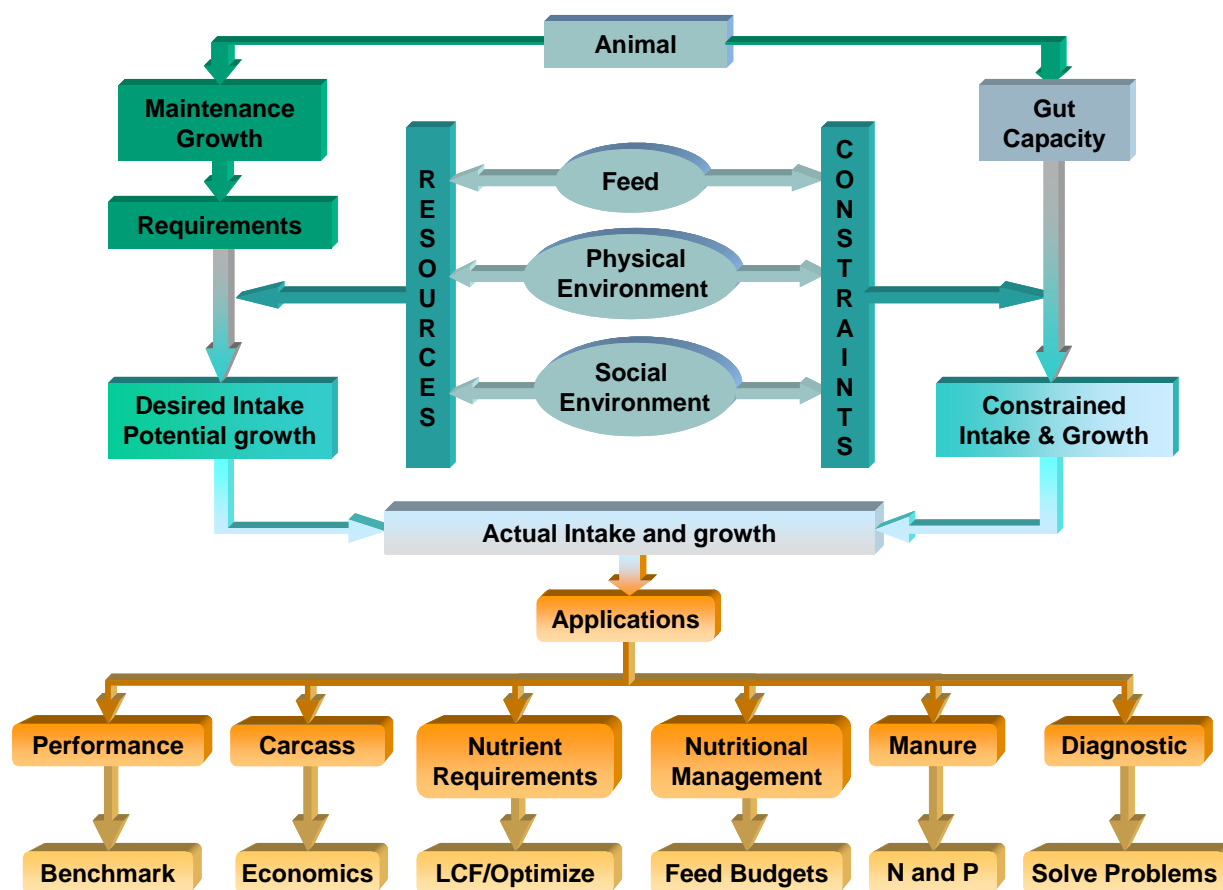 Animal
Maintenance
Growth
Gut
Capacity
RESOURCES
CONSTRAINTS
Feed
Requirements
Physical
Environment
Social
Environment
Desired Intake
Potential growth
Constrained
Intake & Growth
Actual Intake and growth
Applications
Performance
Carcass
Nutrient
Requirements
Nutritional
Management
Manure
Diagnostic
Benchmark
Economics
LCF/Optimize
Feed Budgets
N and P
Solve Problems